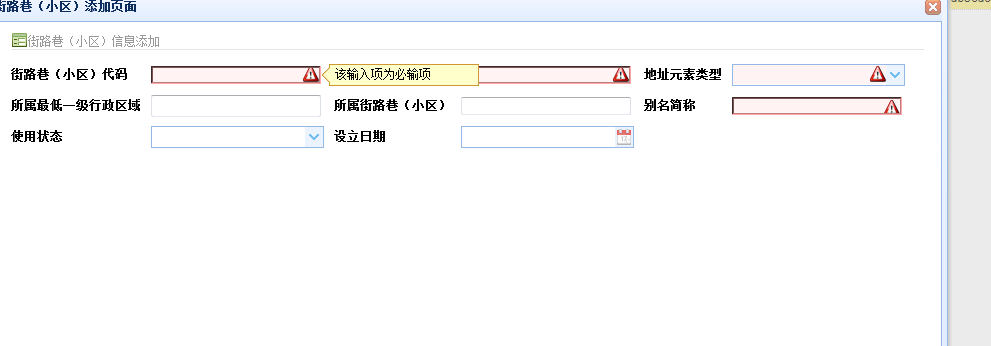 街路巷（小区）添加页面
街路巷（小区）信息添加
街路巷（小区）代码 该输入项为必输项 地址元素类型
所属最低一级行政区域 所属街路巷（小区） 别名简称
使用状态 设立日期